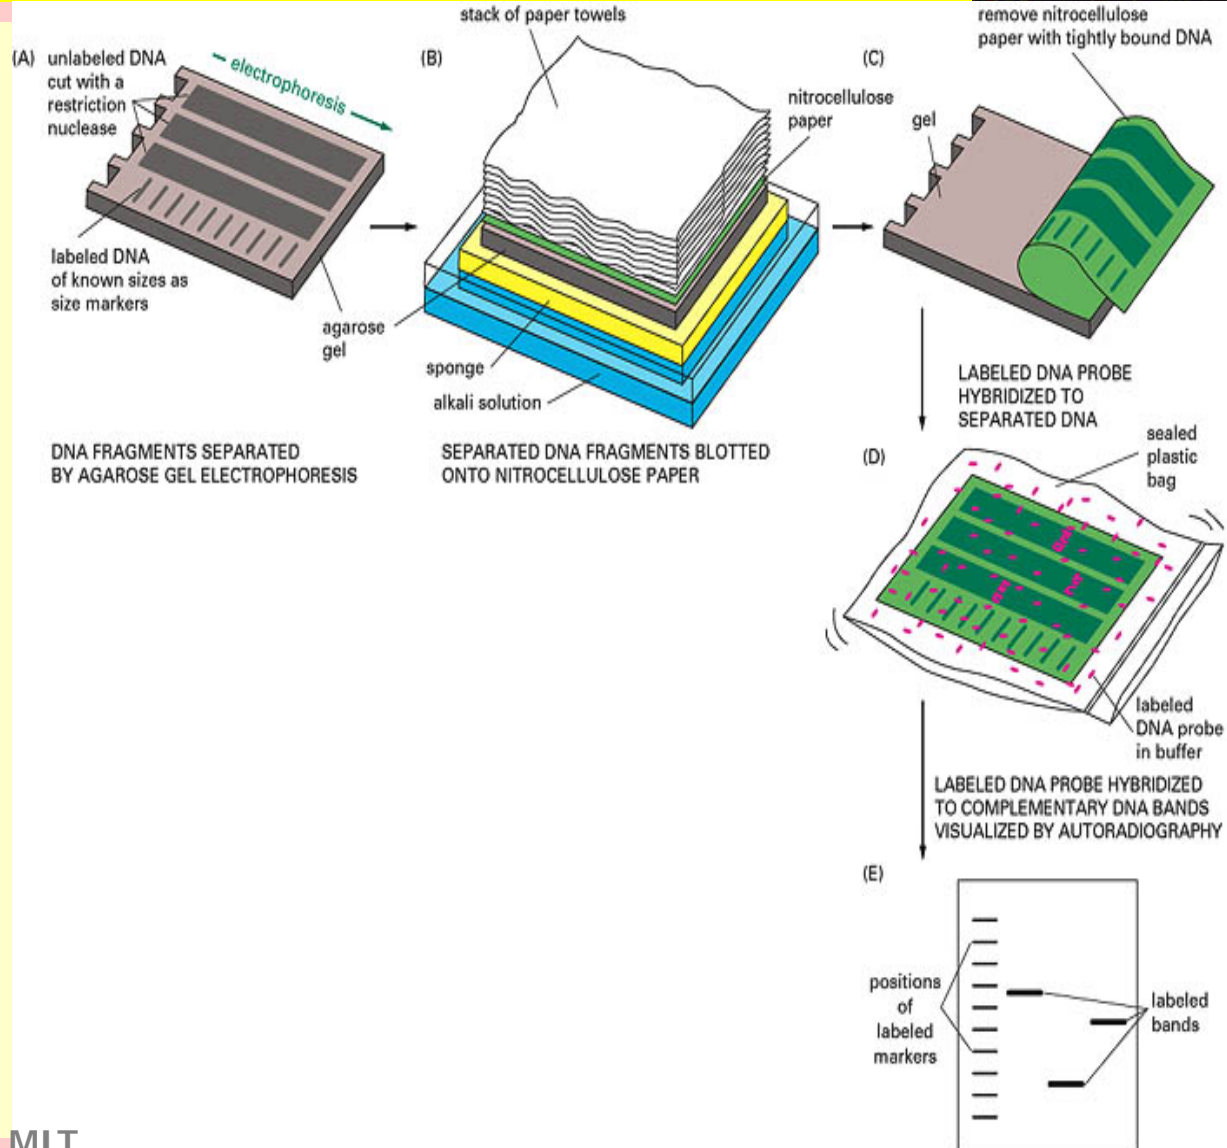 (A)
unlabeled DNA
cut with a
restriction
nuclease
electrophoresis
labeled DNA
of known sizes as
size markers
agarose
gel
DNA FRAGMENTS SEPARATED
BY AGAROSE GEL ELECTROPHORESIS
(B)
stack of paper towels
nitrocellulose
paper
sponge
alkali solution
SEPARATED DNA FRAGMENTS BLOTTED
ONTO NITROCELLULOSE PAPER
(C)
remove nitrocellulose
paper with tightly bound DNA
gel
LABELED DNA PROBE
HYBRIDIZED TO
SEPARATED DNA
(D)
sealed
plastic
bag
labeled
DNA probe
in buffer
LABELED DNA PROBE HYBRIDIZED
TO COMPLEMENTARY DNA BANDS
VISUALIZED BY AUTORADIOGRAPHY
(E)
positions
of
labeled
markers
labeled
bands